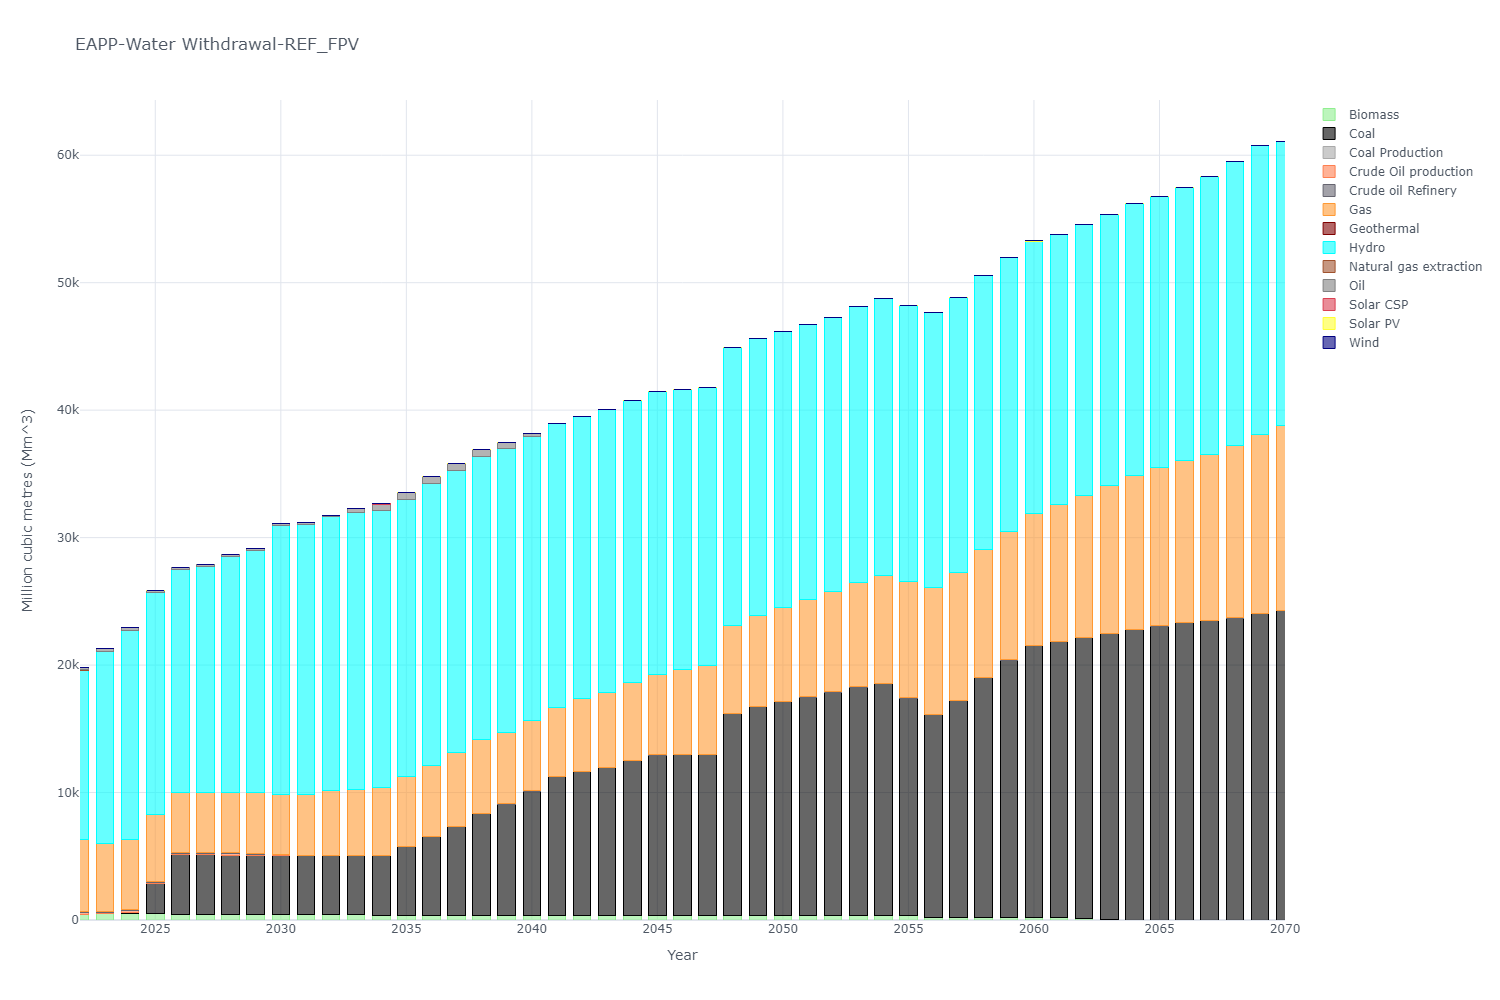 EAPP-Water Withdrawal-REF_FPV
60k
50k
40k
30k
20k
10k
0
Million cubic metres (Mm^3)
2025
2030
2035
2040
2045
2050
2055
2060
2065
2070
Year
Biomass
Coal
Coal Production
Crude Oil production
Crude oil Refinery
Gas
Geothermal
Hydro
Natural gas extraction
Oil
Solar CSP
Solar PV
Wind